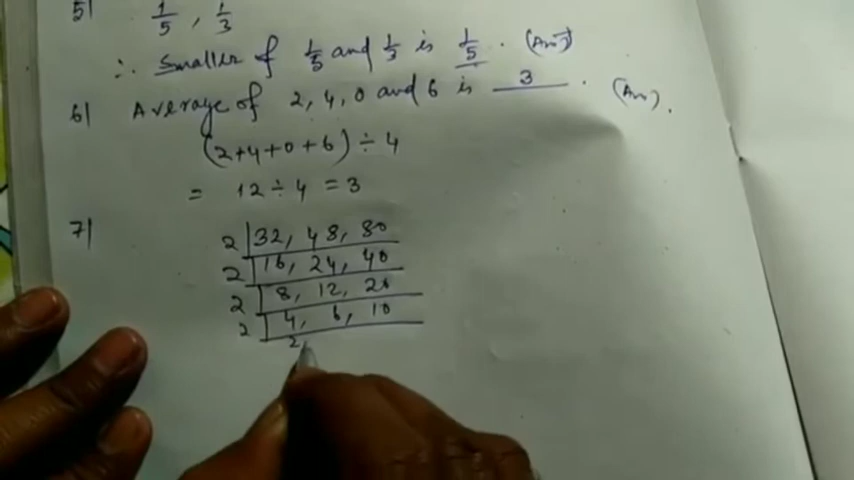 5| 1/5 , 1/3
∴ Smaller of 1/5 and 1/3 is 1/5 . (Ans)
6| Average of 2, 4, 0 and 6 is 3 . (Ans).
(2+4+0+6) ÷ 4
= 12 ÷ 4 = 3
7| 2 | 32, 48, 80
2 | 16, 24, 40
2 | 8, 12, 20
2 | 4, 6, 10
2,